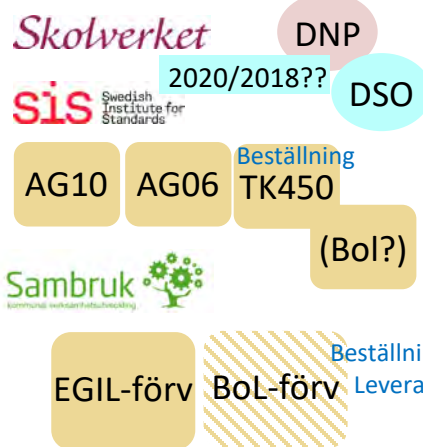 Skolverket
DNP
2020/2018??
DSO
sis Swedish
Institute for
Standards
AG10
AG06
Beställning
TK450
(Bol?)
Sambruk
EGIL-förv
BoL-förv
Beställni
Levera